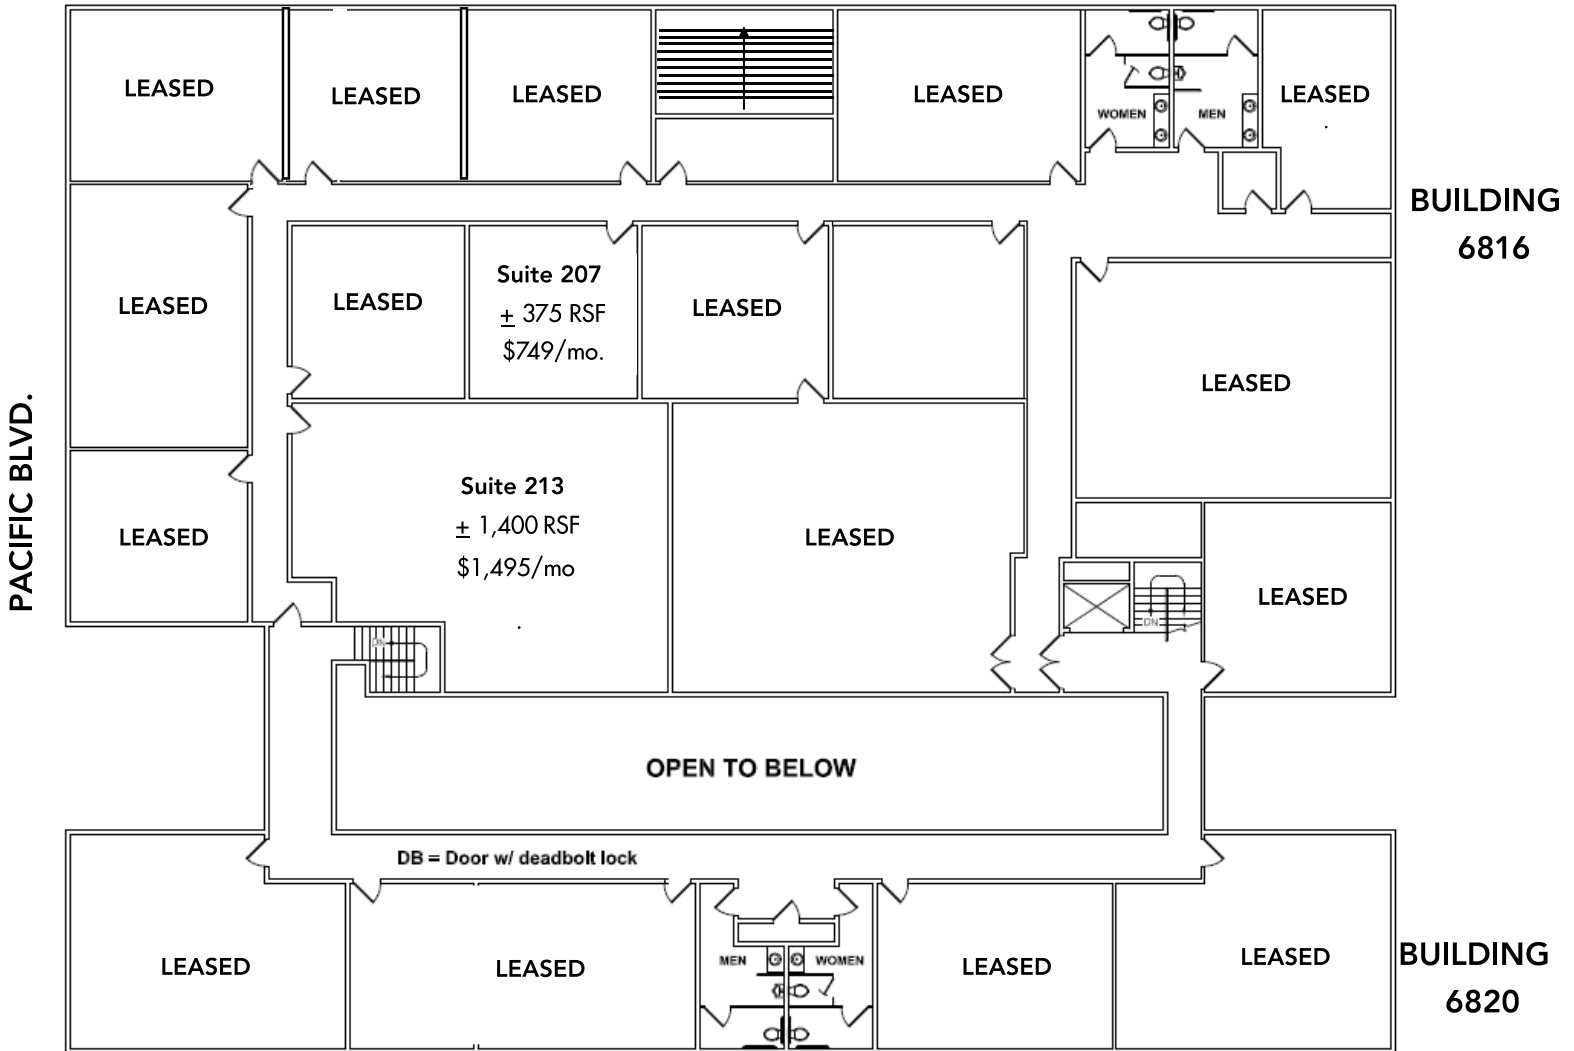 LEASED
LEASED
LEASED
LEASED
WOMEN
MEN
LEASED
BUILDING
6816
LEASED
LEASED
Suite 207
± 375 RSF
$749/mo.
LEASED
LEASED
PACIFIC BLVD.
LEASED
Suite 213
± 1,400 RSF
$1,495/mo
LEASED
LEASED
DN
DN
OPEN TO BELOW
DB = Door w/ deadbolt lock
LEASED
LEASED
MEN
WOMEN
LEASED
LEASED
BUILDING
6820